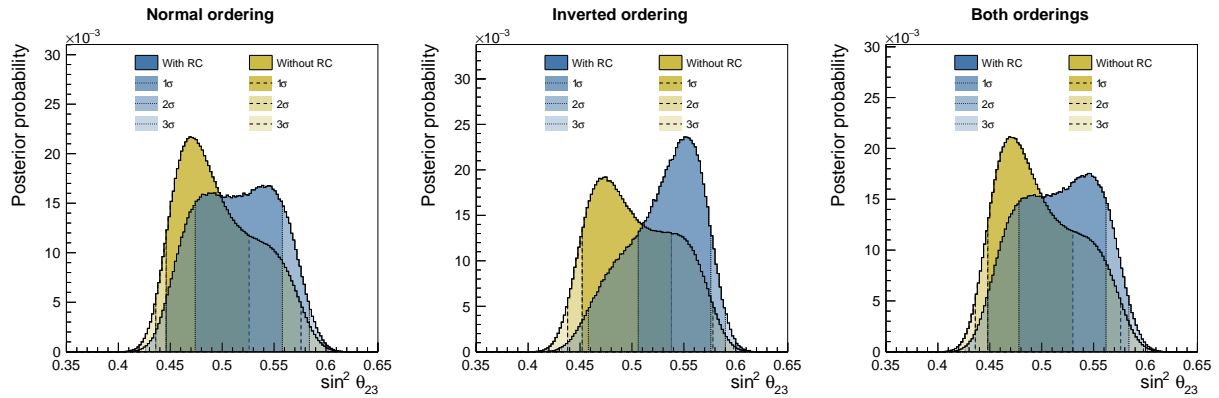 Normal ordering
×10⁻³
Posterior probability
30
25
20
15
10
5
0
With RC
Without RC
1σ
1σ
2σ
2σ
3σ
3σ
0.35
0.4
0.45
0.5
0.55
0.6
0.65
sin² θ₂₃
Inverted ordering
×10⁻³
Posterior probability
30
25
20
15
10
5
0
With RC
Without RC
1σ
1σ
2σ
2σ
3σ
3σ
0.35
0.4
0.45
0.5
0.55
0.6
0.65
sin² θ₂₃
Both orderings
×10⁻³
Posterior probability
30
25
20
15
10
5
0
With RC
Without RC
1σ
1σ
2σ
2σ
3σ
3σ
0.35
0.4
0.45
0.5
0.55
0.6
0.65
sin² θ₂₃